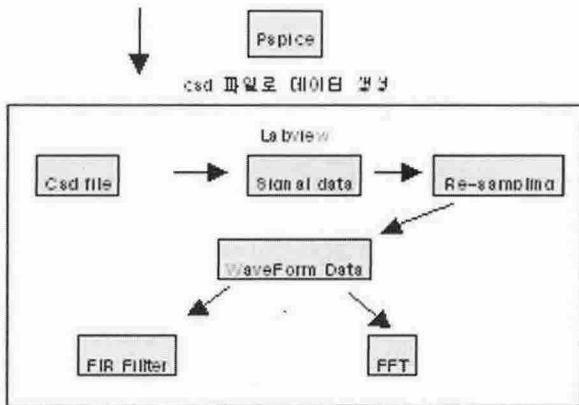 Pspice
csd 파일로 데이터 생성
Labview
Csd file
Signal data
Re-sampling
WaveForm Data
FIR Fillter
FFT